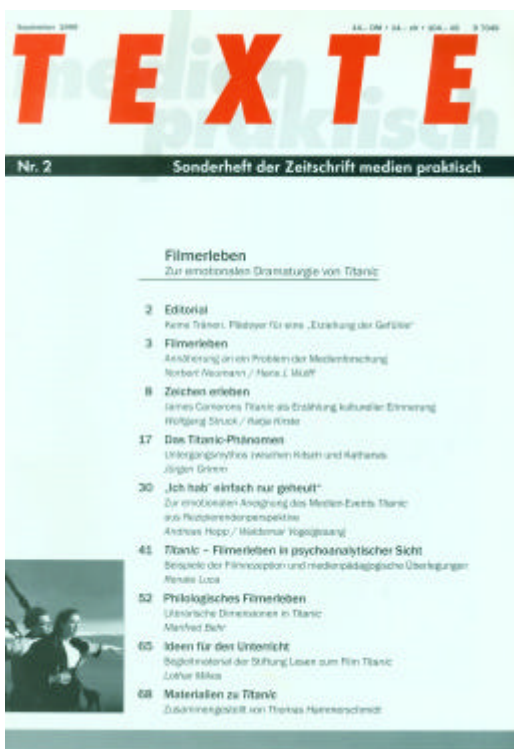 September 1999
TEXTE
medien
praktisch
Nr. 2 Sonderheft der Zeitschrift medien praktisch
Filmerleben
Zur emotionalen Dramaturgie von Titanic
2 Editorial
Keine Tränen. Plädoyer für eine „Erziehung der Gefühle“
3 Filmerleben
Annäherung an ein Problem der Medienforschung
Norbert Neumann / Hans J. Wulff
8 Zeichen erleben
James Camerons Titanic als Erzählung kultureller Erinnerung
Wolfgang Struck / Katja Kirste
17 Das Titanic-Phänomen
Untergangsmythos zwischen Kitsch und Katharsis
Jürgen Grimm
30 „Ich hab' einfach nur geheult“
Zur emotionalen Aneignung des Medien-Events Titanic
aus Rezipierendenperspektive
Andreas Hepp / Waldemar Vogelgesang
41 Titanic – Filmerleben in psychoanalytischer Sicht
Beispiele der Filmrezeption und medienpädagogische Überlegungen
Renate Luca
52 Philologisches Filmerleben
Literarische Dimensionen in Titanic
Manfred Behr
65 Ideen für den Unterricht
Begleitmaterial der Stiftung Lesen zum Film Titanic
Lothar Mikos
68 Materialien zu Titanic
Zusammengestellt von Thomas Hammerschmidt